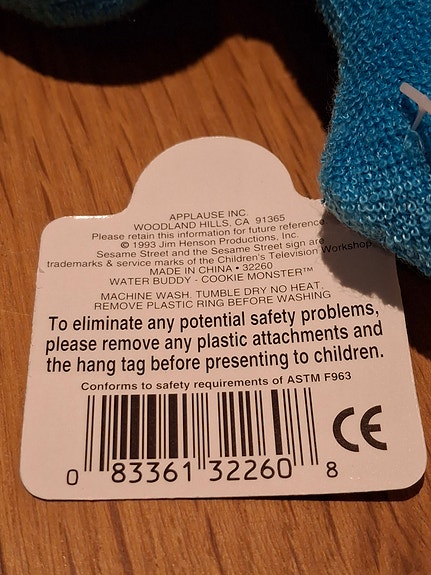 APPLAUSE INC.
WOODLAND HILLS, CA 91365
Please retain this information for future reference
© 1993 Jim Henson Productions, Inc.
Sesame Street and the Sesame Street sign are
trademarks & service marks of the Children's Television Workshop.
MADE IN CHINA • 32260
WATER BUDDY - COOKIE MONSTER™
MACHINE WASH. TUMBLE DRY NO HEAT,
REMOVE PLASTIC RING BEFORE WASHING
To eliminate any potential safety problems,
please remove any plastic attachments and
the hang tag before presenting to children.
Conforms to safety requirements of ASTM F963
CE
0 83361 32260 8